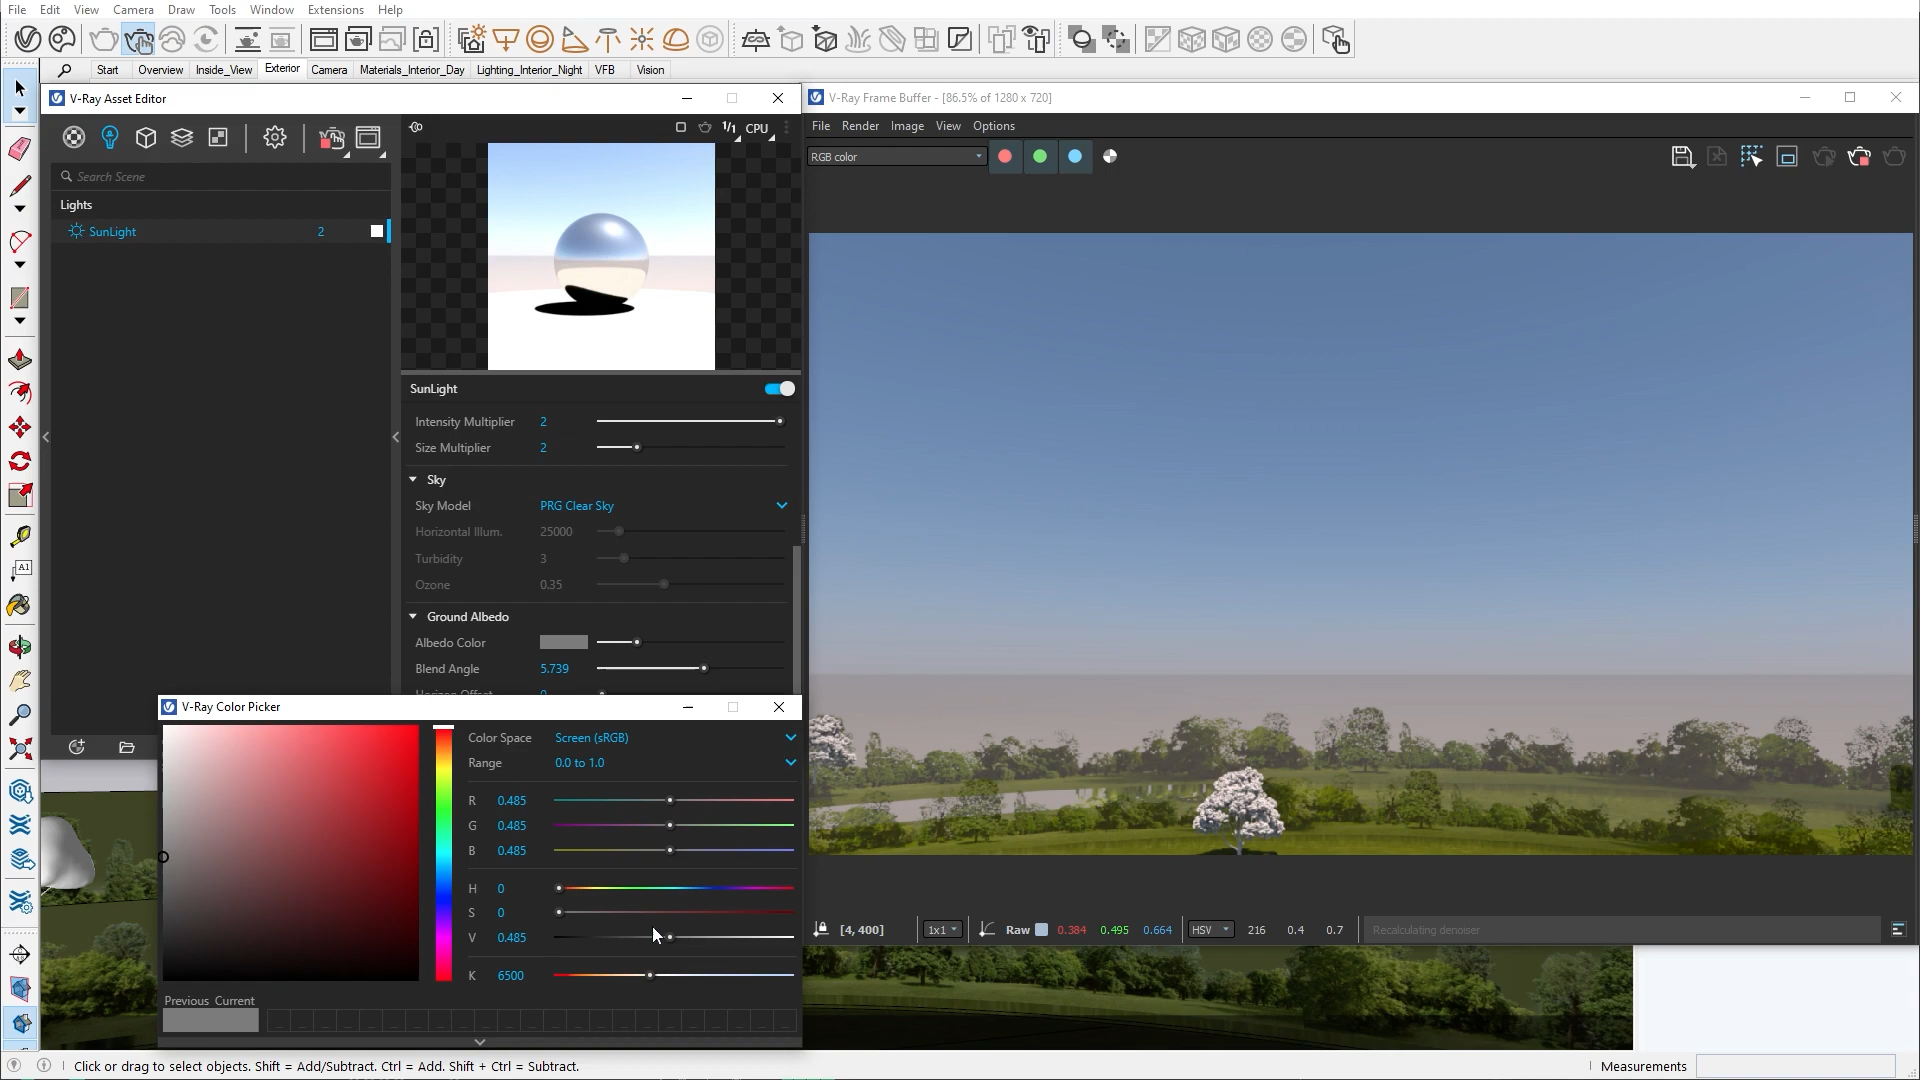 File Edit View Camera Draw Tools Window Extensions Help
Start Overview Inside_View Exterior Camera Materials_Interior_Day Lighting_Interior_Night VFB Vision
V-Ray Asset Editor
1/1 CPU
Search Scene
Lights
SunLight 2
SunLight
Intensity Multiplier 2
Size Multiplier 2
Sky
Sky Model PRG Clear Sky
Horizontal Illum. 25000
Turbidity 3
Ozone 0.35
Ground Albedo
Albedo Color
Blend Angle 5.739
Horizon Offset 0
V-Ray Color Picker
Color Space Screen (sRGB)
Range 0.0 to 1.0
R 0.485
G 0.485
B 0.485
H 0
S 0
V 0.485
K 6500
Previous Current
V-Ray Frame Buffer - [86.5% of 1280 x 720]
File Render Image View Options
RGB color
[4, 400] 1x1 Raw 0.384 0.495 0.664 HSV 216 0.4 0.7 Recalculating denoiser
A1
Click or drag to select objects. Shift = Add/Subtract. Ctrl = Add. Shift + Ctrl = Subtract.
Measurements